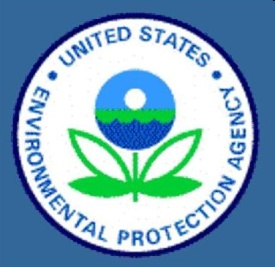 UNITED STATES
ENVIRONMENTAL PROTECTION AGENCY